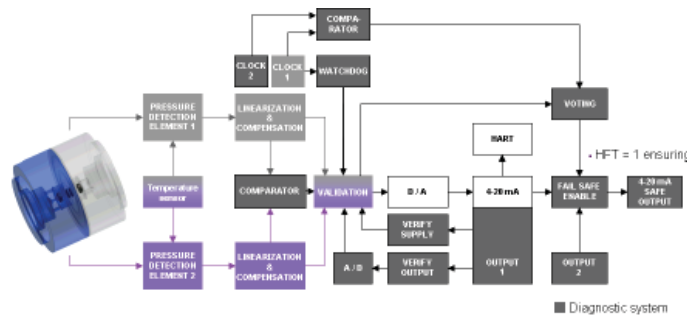 COMPA-
RATOR
CLOCK
2
CLOCK
1
WATCHDOG
PRESSURE
DETECTION
ELEMENT 1
LINEARIZATION
&
COMPENSATION
VOTING
HART
• HFT = 1 ensuring
Temperature
sensor
COMPARATOR
VALIDATION
D / A
4-20 mA
FAIL SAFE
ENABLE
4-20 mA
SAFE
OUTPUT
VERIFY
SUPPLY
PRESSURE
DETECTION
ELEMENT 2
LINEARIZATION
&
COMPENSATION
A / D
VERIFY
OUTPUT
OUTPUT
1
OUTPUT
2
Diagnostic system